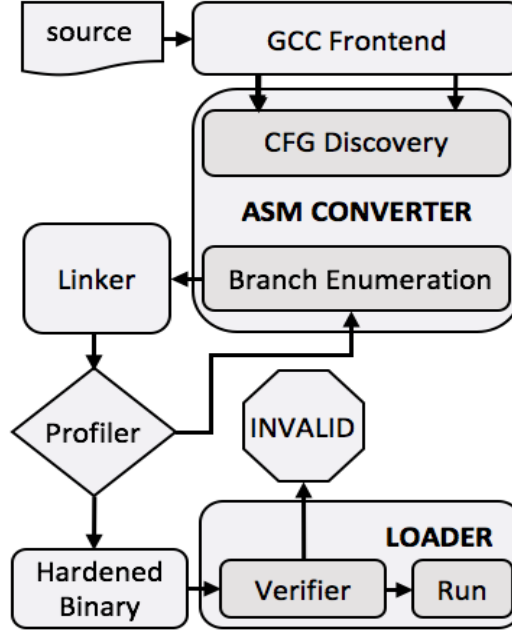 source
GCC Frontend
CFG Discovery
ASM CONVERTER
Linker
Branch Enumeration
Profiler
INVALID
LOADER
Hardened
Binary
Verifier
Run